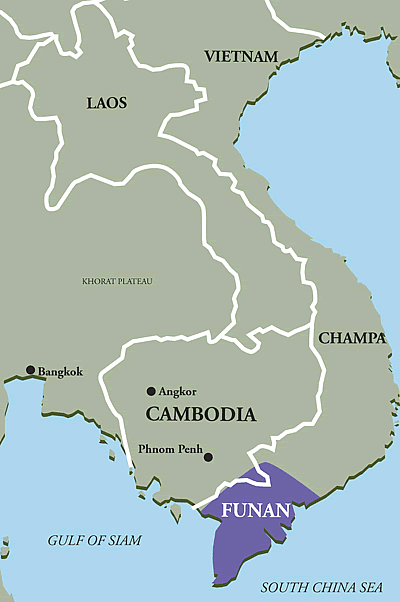 VIETNAM
LAOS
KHORAT PLATEAU
CHAMPA
Bangkok
Angkor
CAMBODIA
Phnom Penh
FUNAN
GULF OF SIAM
SOUTH CHINA SEA